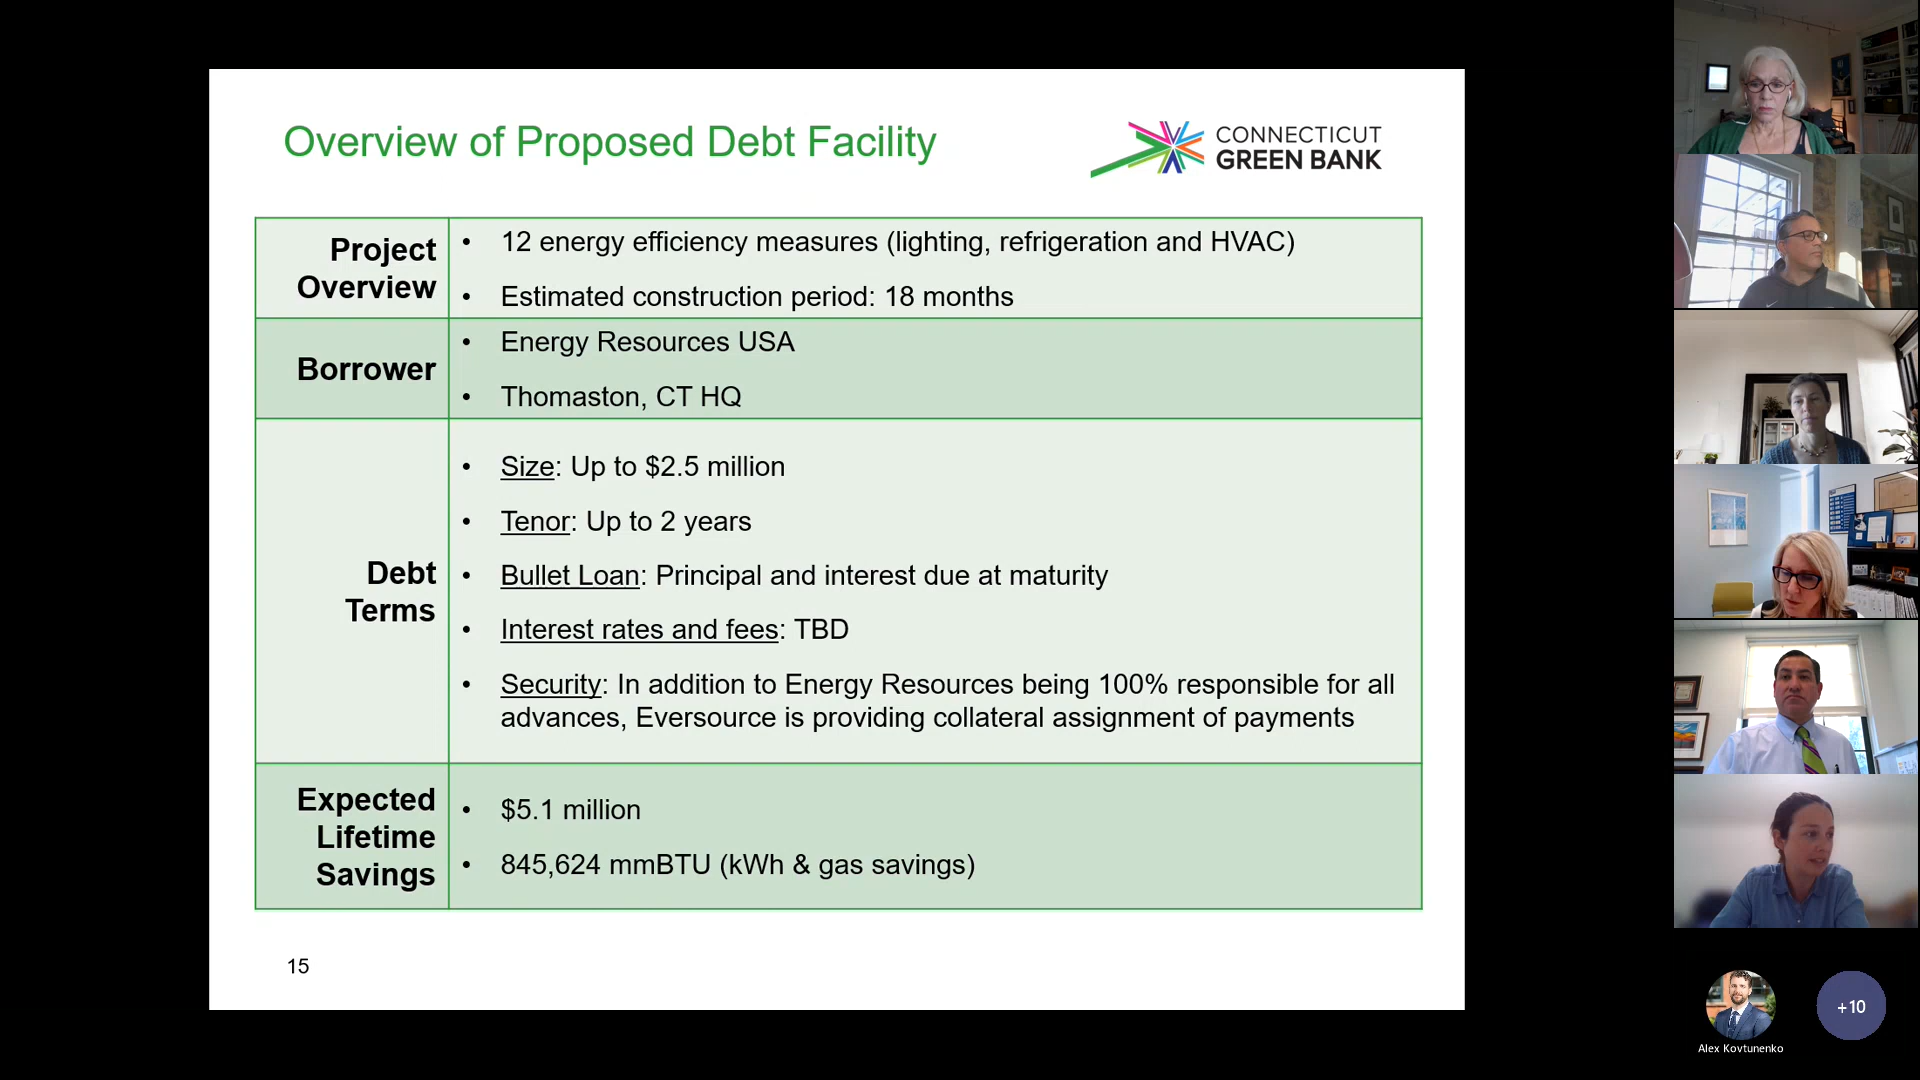 Overview of Proposed Debt Facility
CONNECTICUT
GREEN BANK
Project
Overview
• 12 energy efficiency measures (lighting, refrigeration and HVAC)
• Estimated construction period: 18 months
Borrower
• Energy Resources USA
• Thomaston, CT HQ
Debt
Terms
• Size: Up to $2.5 million
• Tenor: Up to 2 years
• Bullet Loan: Principal and interest due at maturity
• Interest rates and fees: TBD
• Security: In addition to Energy Resources being 100% responsible for all
advances, Eversource is providing collateral assignment of payments
Expected
Lifetime
Savings
• $5.1 million
• 845,624 mmBTU (kWh & gas savings)
15
+10
Alex Kovtunenko